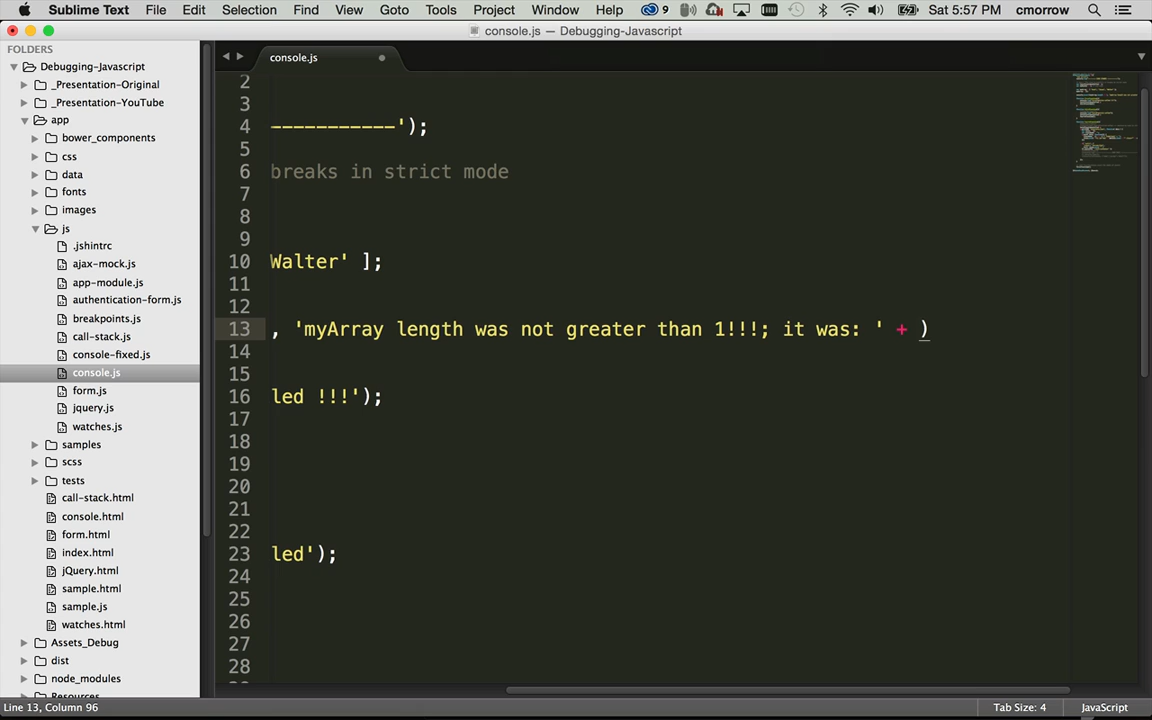 Sublime Text File Edit Selection Find View Goto Tools Project Window Help 9 Sat 5:57 PM cmorrow
console.js — Debugging-Javascript
FOLDERS
Debugging-Javascript
_Presentation-Original
_Presentation-YouTube
app
bower_components
css
data
fonts
images
js
.jshintrc
ajax-mock.js
app-module.js
authentication-form.js
breakpoints.js
call-stack.js
console-fixed.js
console.js
form.js
jquery.js
watches.js
samples
scss
tests
call-stack.html
console.html
form.html
index.html
jQuery.html
sample.html
sample.js
watches.html
Assets_Debug
dist
node_modules
Resources
console.js
2
3
4 -----------');
5
6 breaks in strict mode
7
8
9
10 Walter' ];
11
12
13 , 'myArray length was not greater than 1!!!; it was: ' + )
14
15
16 led !!!');
17
18
19
20
21
22
23 led');
24
25
26
27
28
Line 13, Column 96 Tab Size: 4 JavaScript